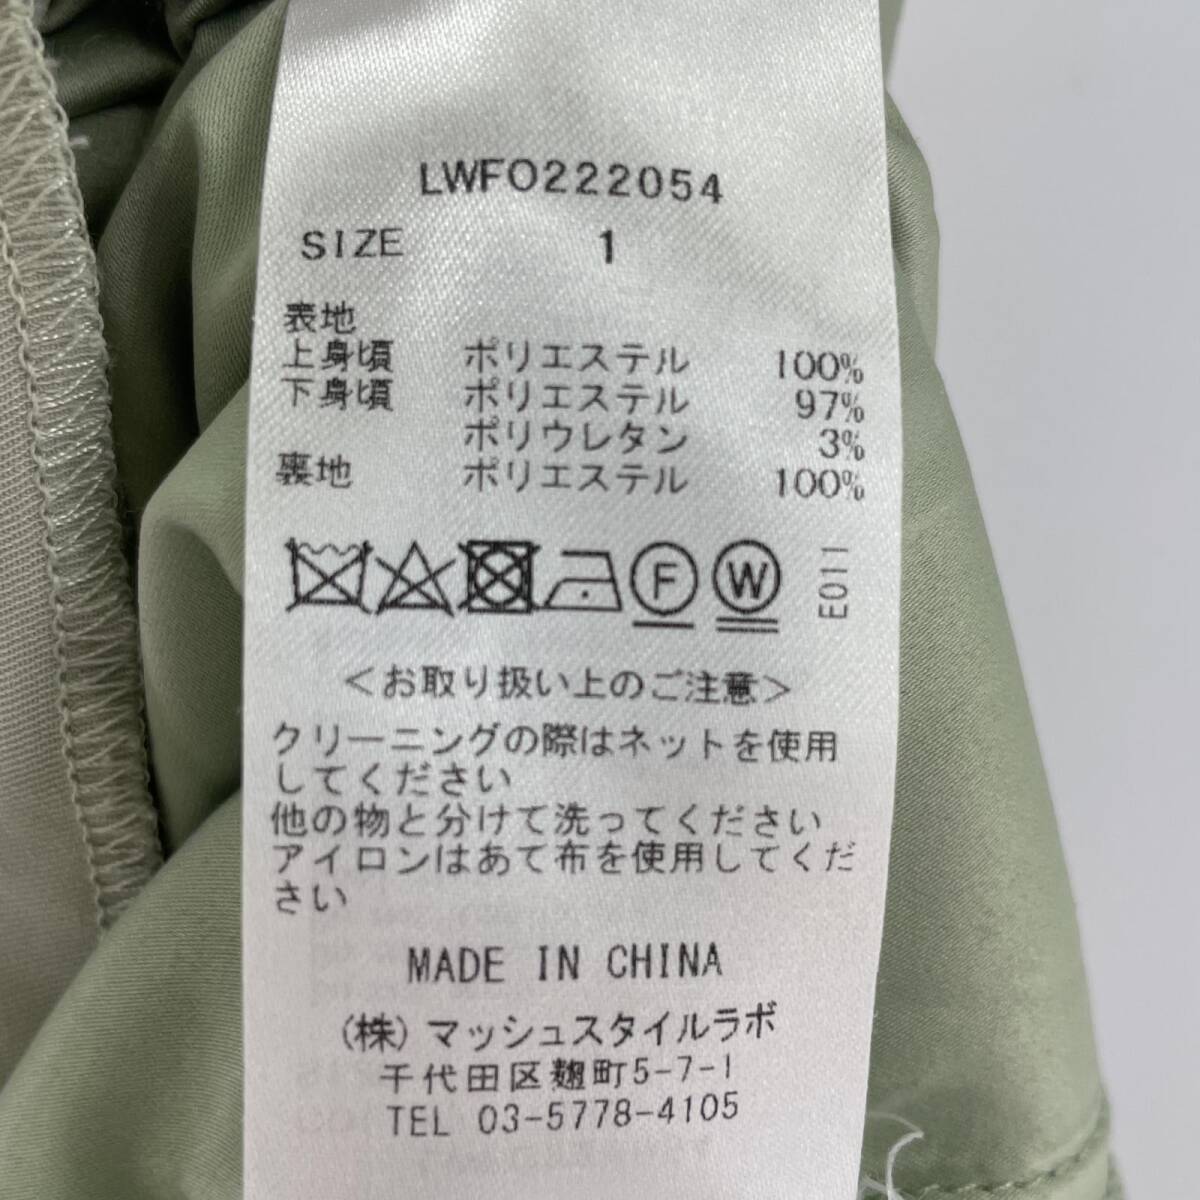 LWFO222054
SIZE 1
表地
上身頃 ポリエステル 100%
下身頃 ポリエステル 97%
ポリウレタン 3%
裏地 ポリエステル 100%
F W E011
<お取り扱い上のご注意>
クリーニングの際はネットを使用
してください
他の物と分けて洗ってください
アイロンはあて布を使用してくだ
さい
MADE IN CHINA
(株)マッシュスタイルラボ
千代田区麹町5-7-1
TEL 03-5778-4105